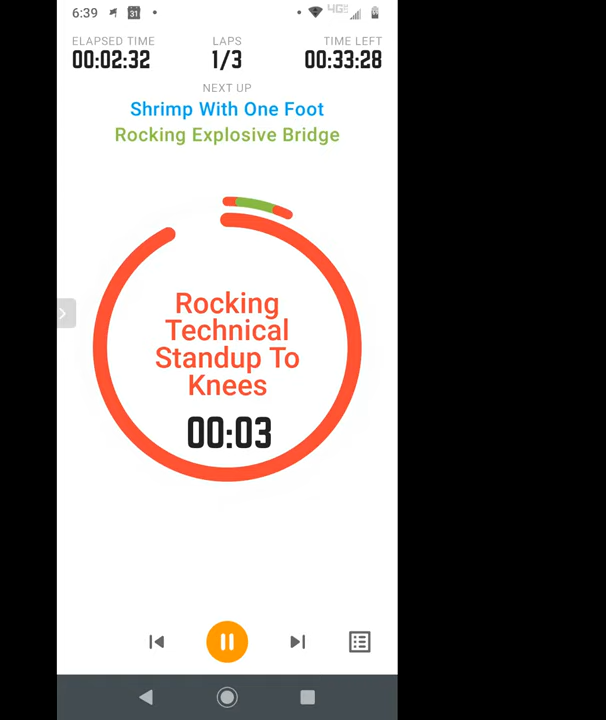 6:39 31 4G
ELAPSED TIME LAPS TIME LEFT
00:02:32 1/3 00:33:28
NEXT UP
Shrimp With One Foot
Rocking Explosive Bridge
Rocking
Technical
Standup To
Knees
00:03